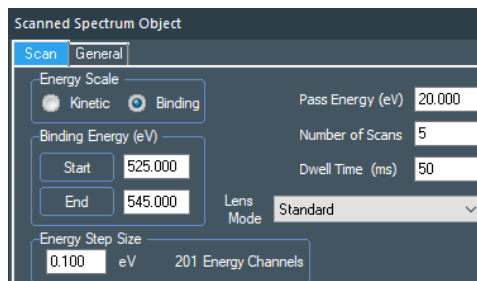 Scanned Spectrum Object
Scan General
Energy Scale
Kinetic Binding
Pass Energy (eV) 20.000
Binding Energy (eV)
Number of Scans 5
Start 525.000
Dwell Time (ms) 50
End 545.000
Lens Mode Standard
Energy Step Size
0.100 eV 201 Energy Channels